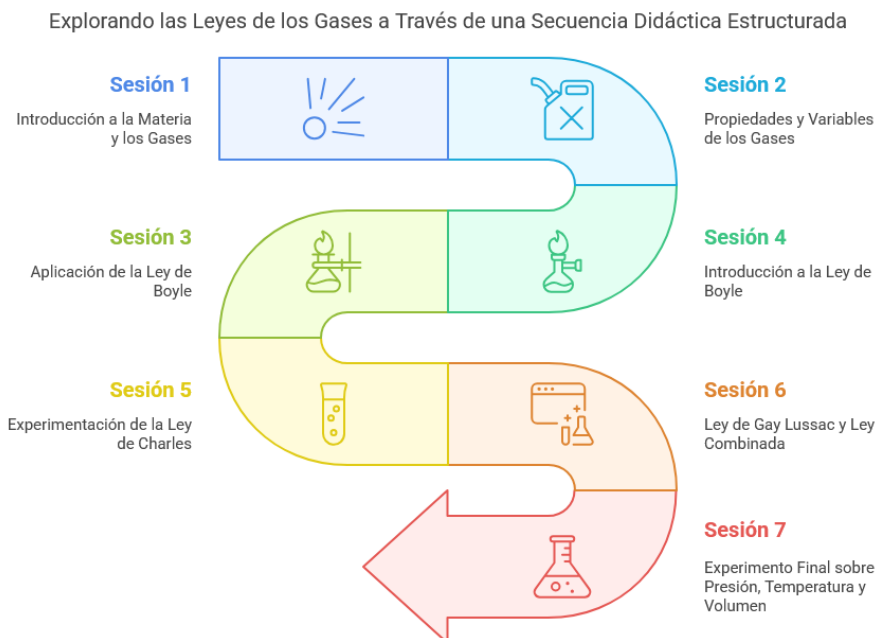 Explorando las Leyes de los Gases a Través de una Secuencia Didáctica Estructurada
Sesión 1
Introducción a la Materia
y los Gases
Sesión 2
Propiedades y Variables
de los Gases
Sesión 3
Aplicación de la Ley de
Boyle
Sesión 4
Introducción a la Ley de
Boyle
Sesión 5
Experimentación de la Ley
de Charles
Sesión 6
Ley de Gay Lussac y Ley
Combinada
Sesión 7
Experimento Final sobre
Presión, Temperatura y
Volumen